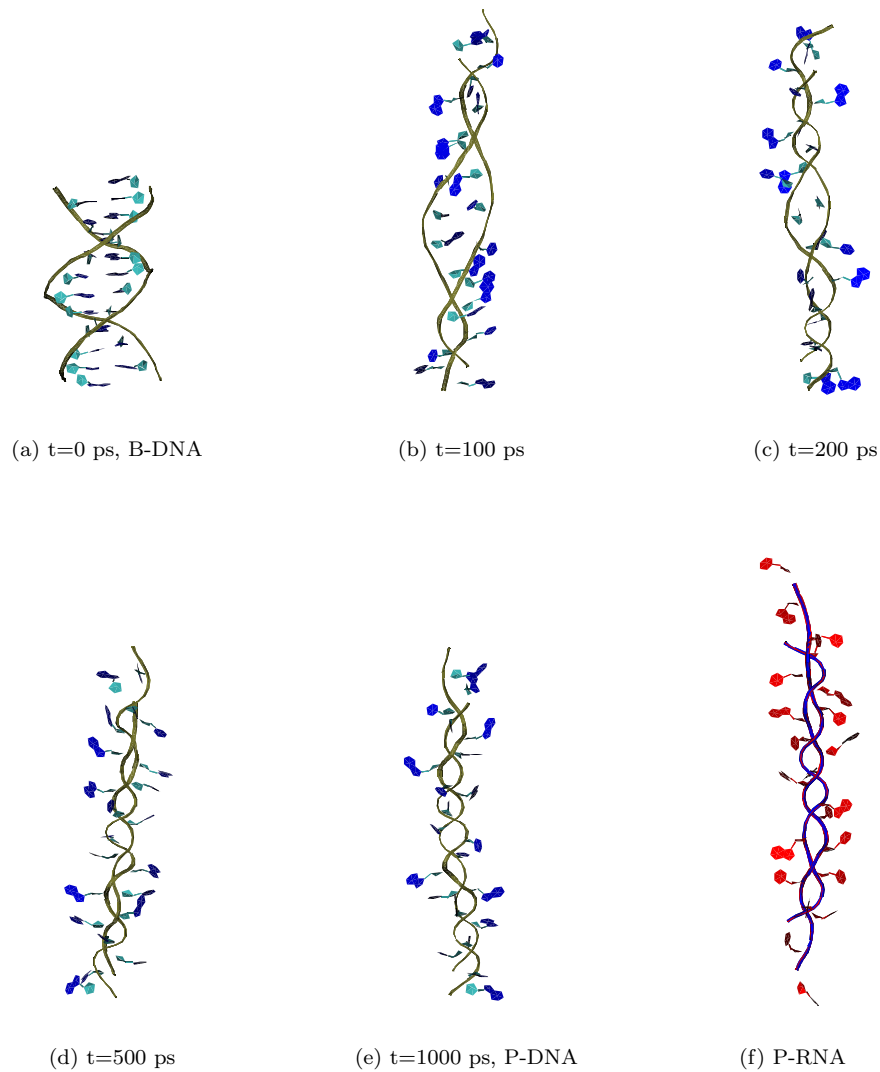 (a) t=0 ps, B-DNA
(b) t=100 ps
(c) t=200 ps
(d) t=500 ps
(e) t=1000 ps, P-DNA
(f) P-RNA